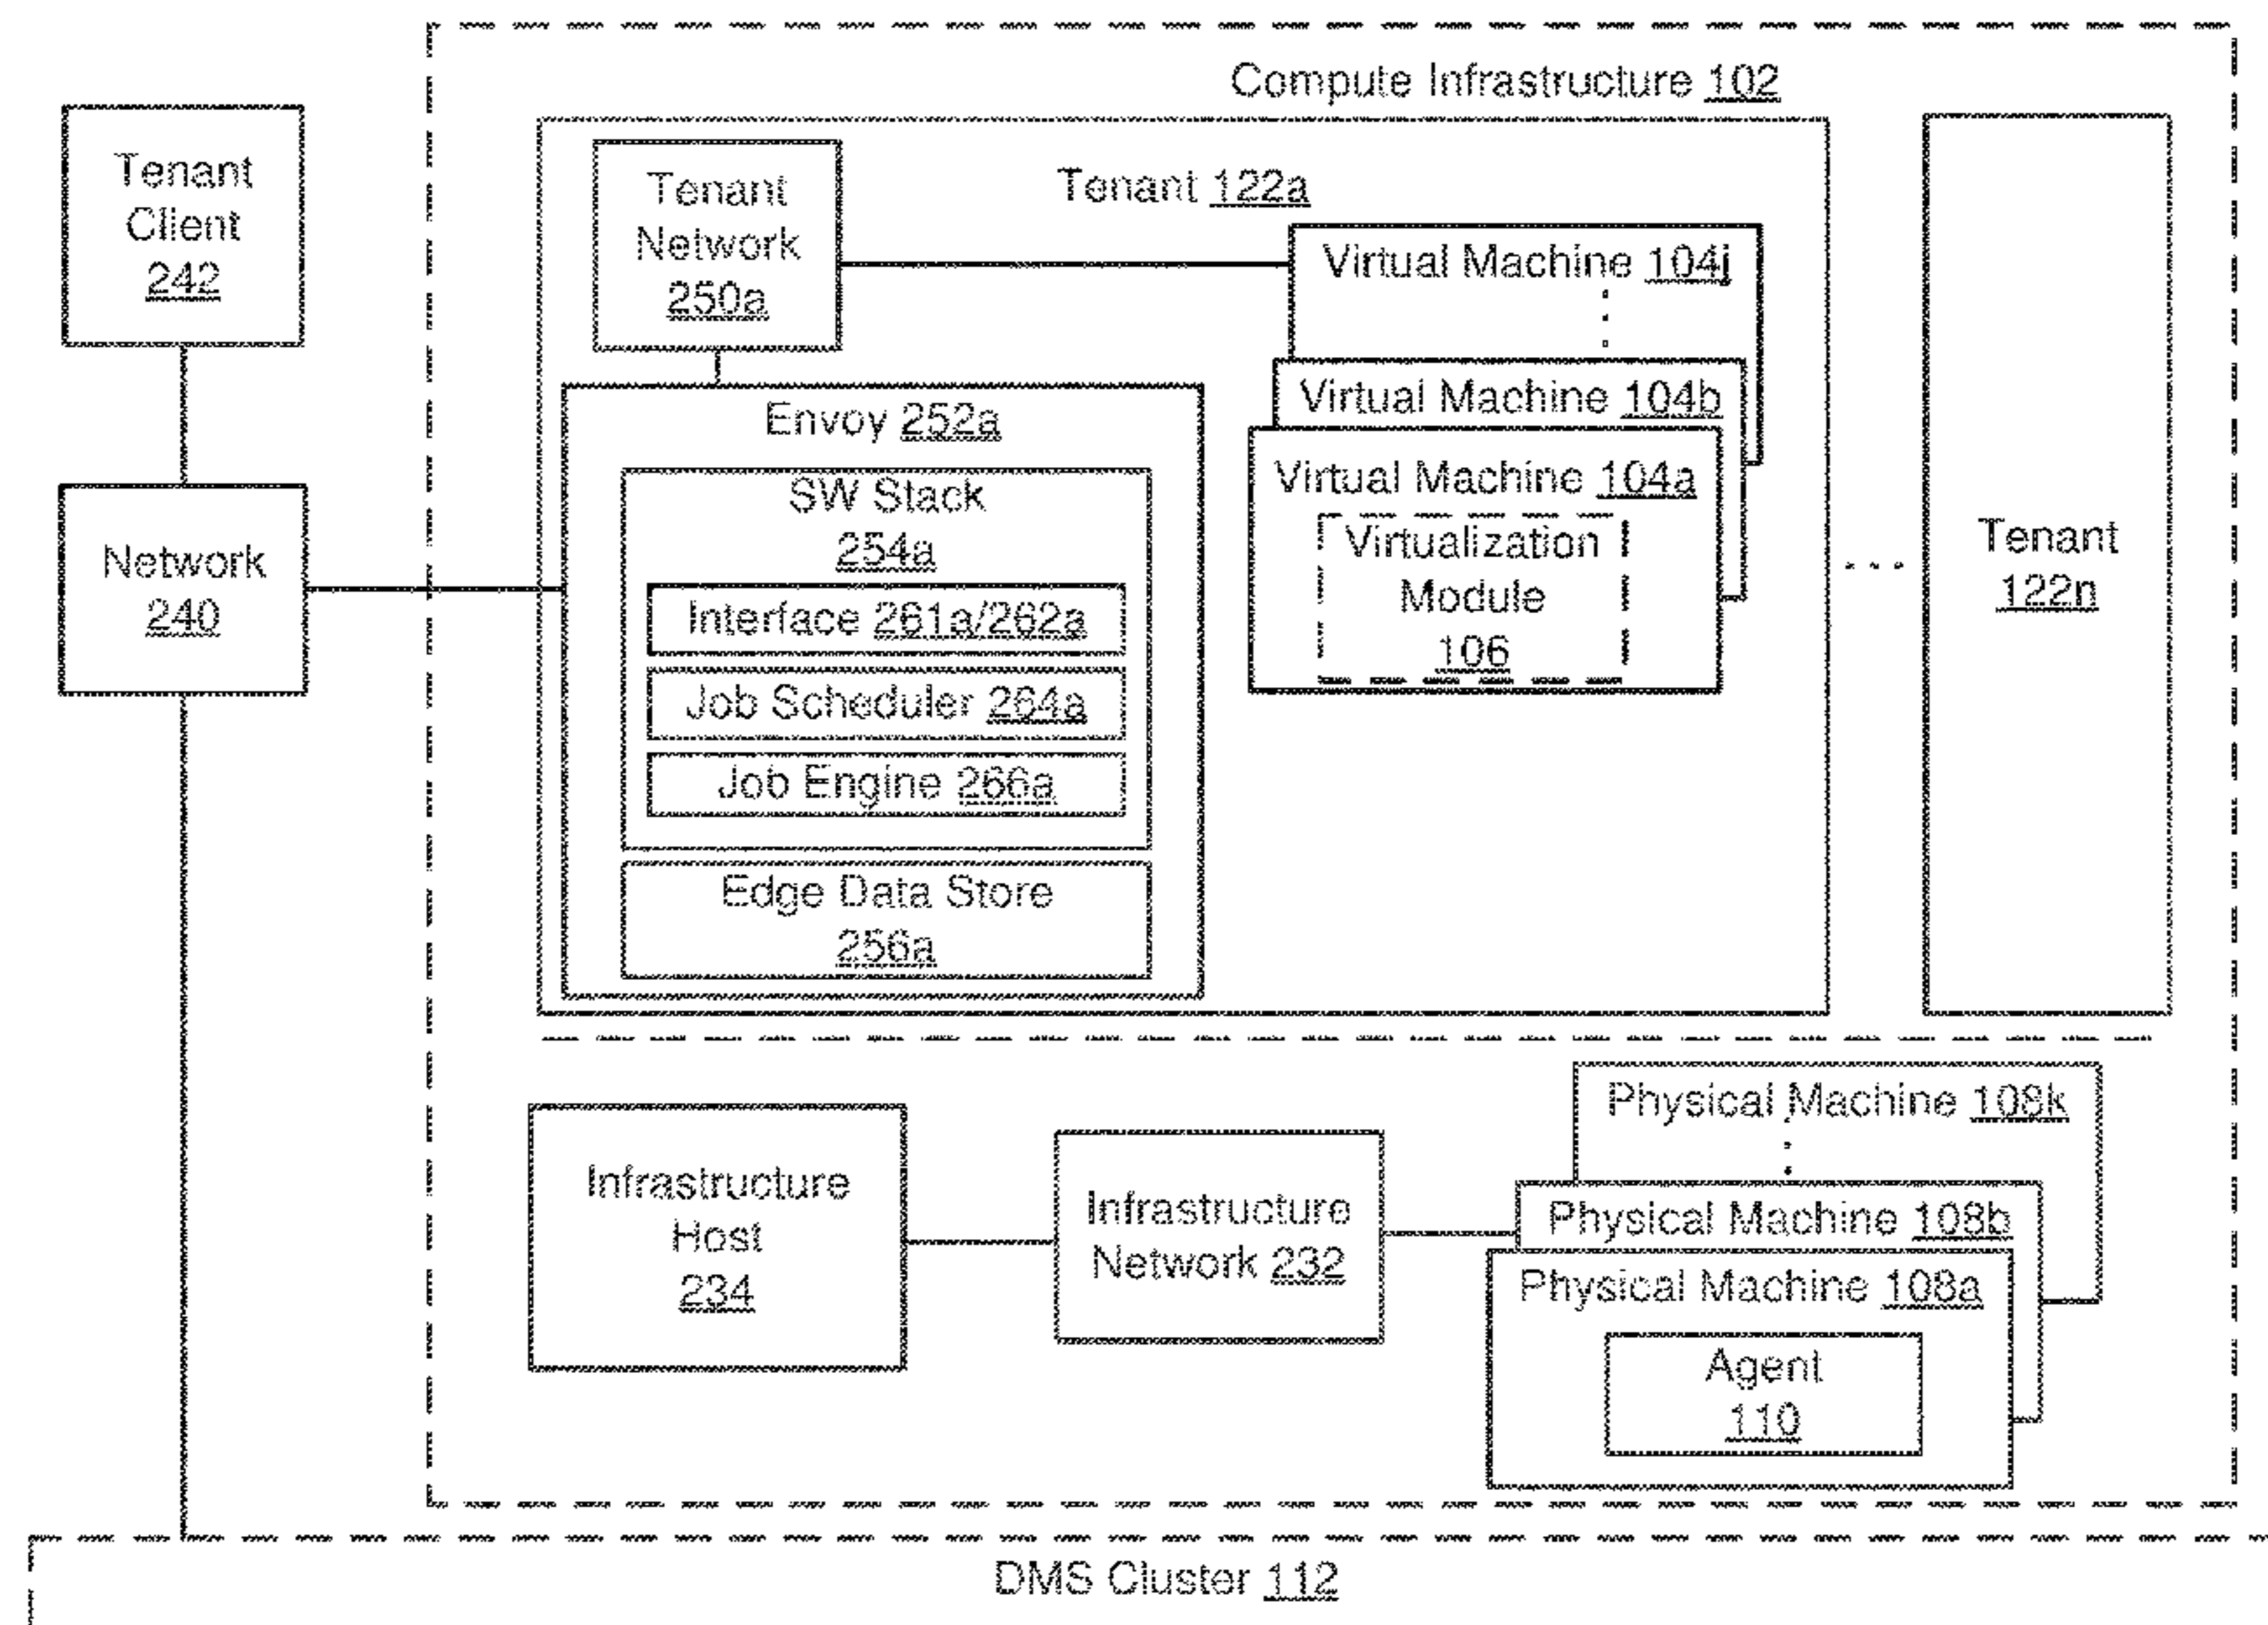 Compute Infrastructure 102
Tenant
Client
242
Tenant
Network
250a
Tenant 122a
Virtual Machine 104j
Virtual Machine 104b
Virtual Machine 104a
Virtualization
Module
106
Envoy 252a
SW Stack
254a
Interface 261a/262a
Job Scheduler 264a
Job Engine 266a
Edge Data Store
256a
Network
240
Tenant
122n
Infrastructure
Host
234
Infrastructure
Network 232
Physical Machine 108k
Physical Machine 108b
Physical Machine 108a
Agent
110
DMS Cluster 112